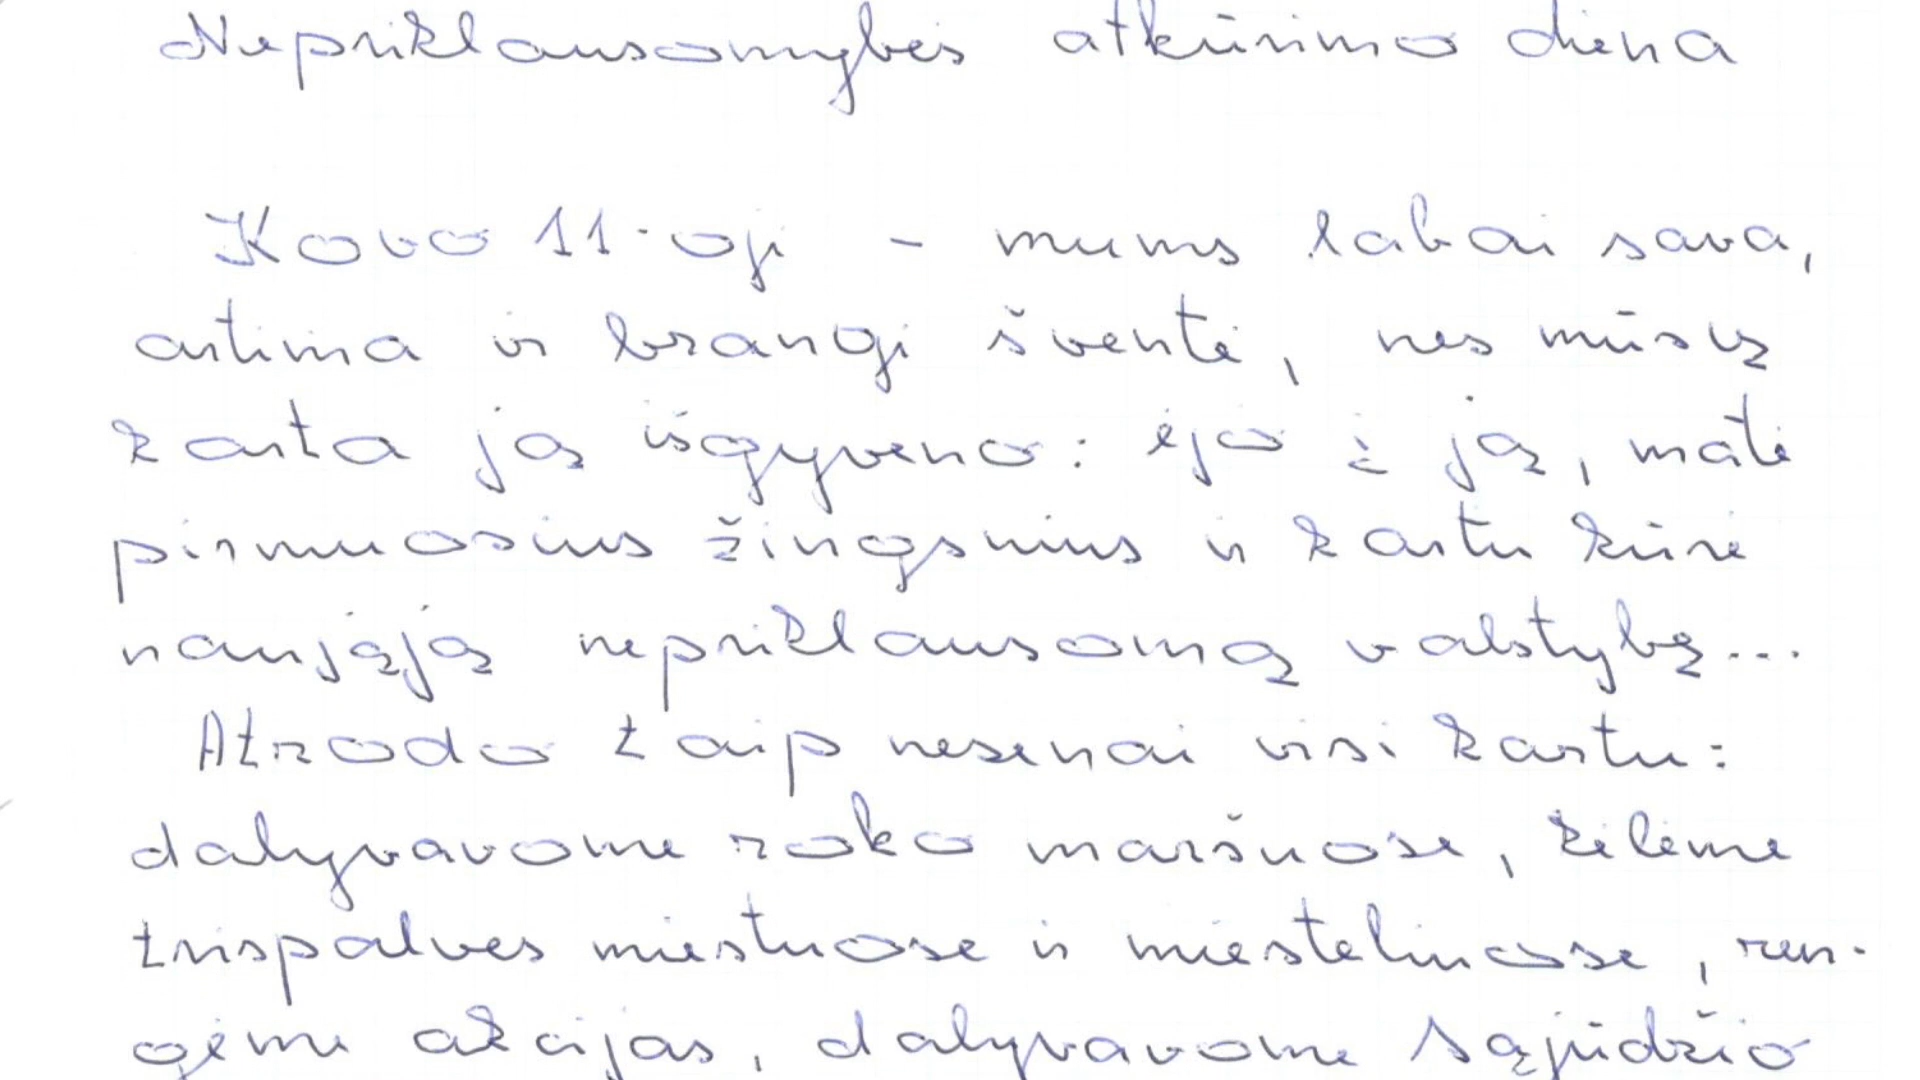 Nepriklausomybės atkūrimo diena
Kovo 11-oji - mums labai sava,
artima ir brangi šventė, nes mūsų
karta ją išgyveno: ėjo į ją, matė
pirmuosius žingsnius ir kartu kūrė
naująją nepriklausomą valstybę...
Atrodo taip neseniai visi kartu:
dalyvavome roko maršuose, kėlėme
trispalves miestuose ir miesteliuose, ren-
gėme akcijas, dalyvavome Sąjūdžio